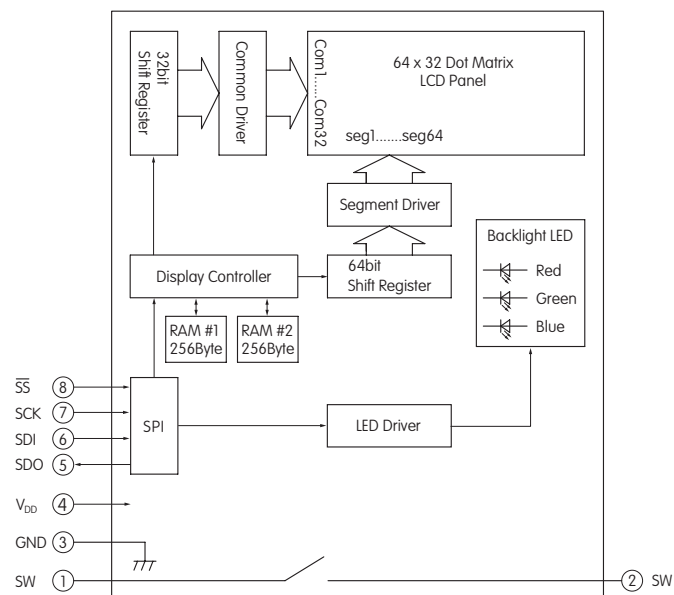 32bit
Shift Register
Common Driver
Com1.....Com32
64 x 32 Dot Matrix
LCD Panel
seg1.......seg64
Segment Driver
Backlight LED
Red
Green
Blue
Display Controller
64bit
Shift Register
RAM #1
256Byte
RAM #2
256Byte
S̅S̅ 8
SCK 7
SDI 6
SDO 5
SPI
LED Driver
VDD 4
GND 3
SW 1
2 SW